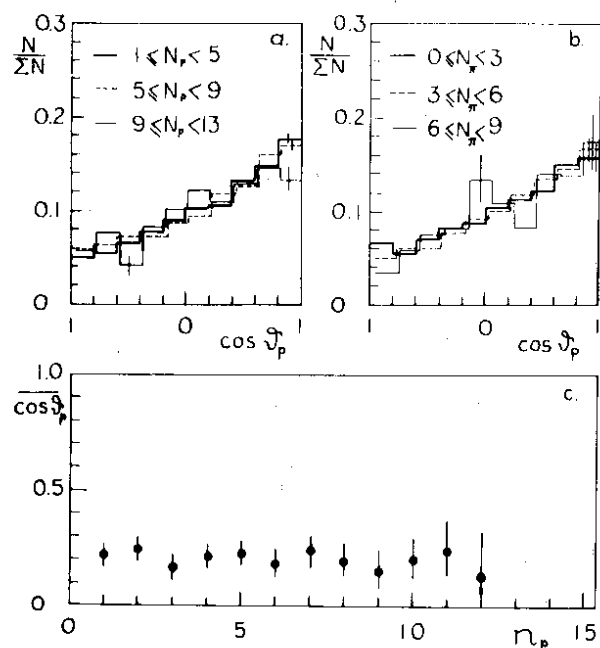 0.3
N
ΣN
a.
1 ≤ N_p < 5
5 ≤ N_p < 9
9 ≤ N_p < 13
0.2
0.1
0
1 0 1
cos ϑ_p
0.3
N
ΣN
b.
0 ≤ N_π < 3
3 ≤ N_π < 6
6 ≤ N_π < 9
0.2
0.1
0
1 0 1
cos ϑ_p
1.0
cos ϑ_p
c.
0.5
0
0 5 10 n_p 15